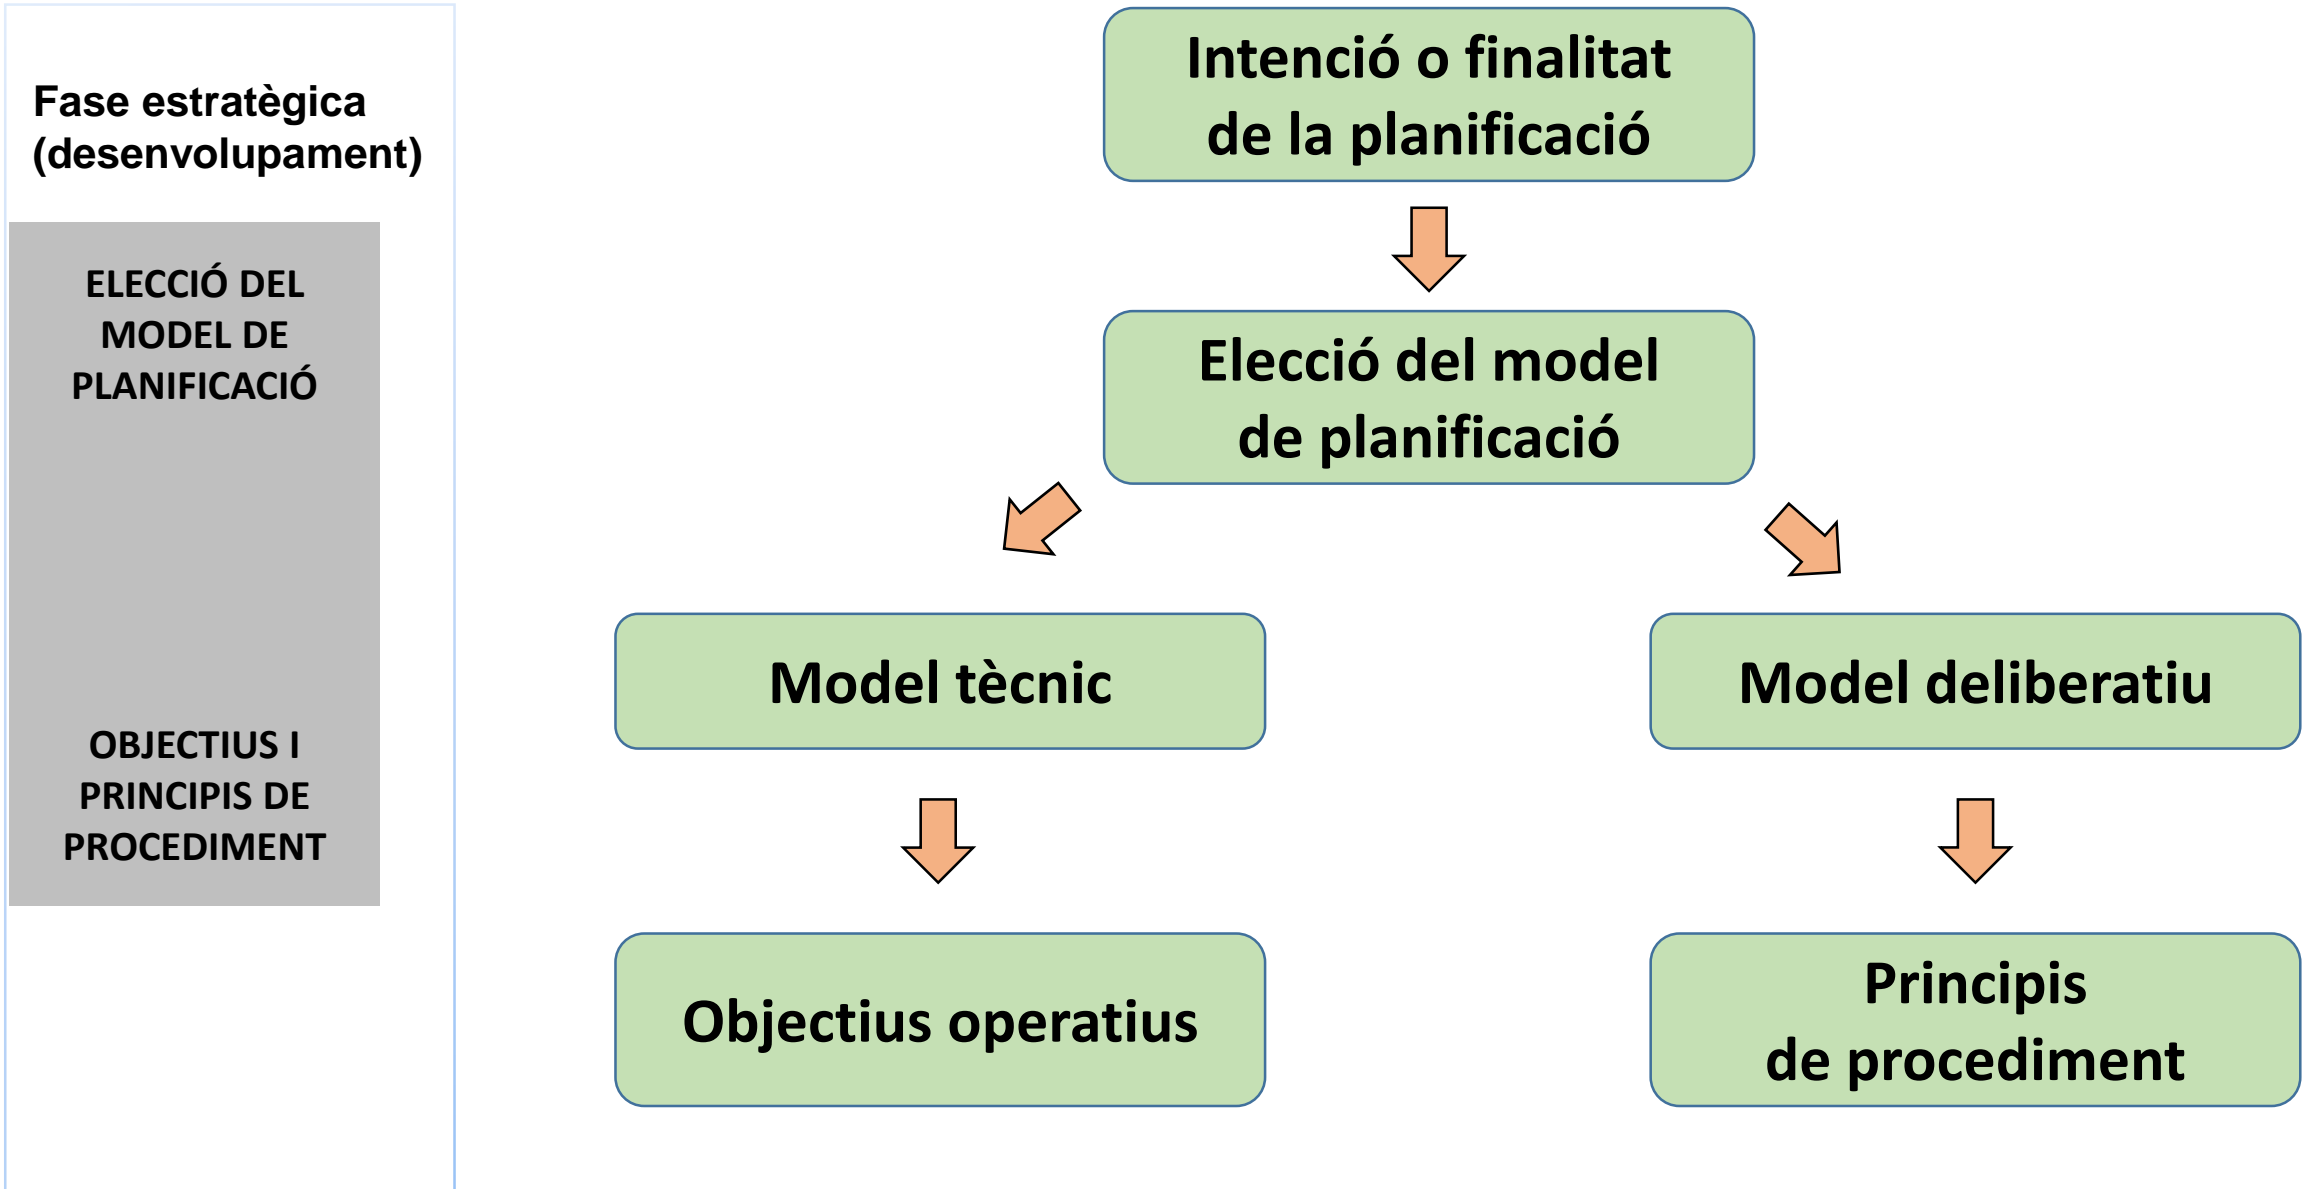 Fase estratègica
(desenvolupament)
ELECCIÓ DEL
MODEL DE
PLANIFICACIÓ
OBJECTIUS I
PRINCIPIS DE
PROCEDIMENT
Intenció o finalitat
de la planificació
Elecció del model
de planificació
Model tècnic
Model deliberatiu
Objectius operatius
Principis
de procediment